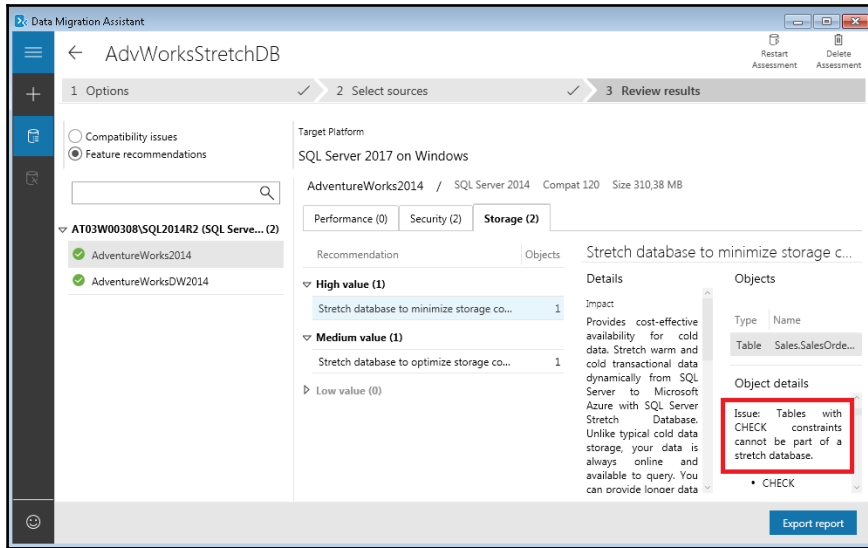 Data Migration Assistant
AdvWorksStretchDB
Restart Assessment
Delete Assessment
1 Options
2 Select sources
3 Review results
Compatibility issues
Feature recommendations
Target Platform
SQL Server 2017 on Windows
AdventureWorks2014 / SQL Server 2014 Compat 120 Size 310,38 MB
AT03W00308\SQL2014R2 (SQL Serve... (2)
AdventureWorks2014
AdventureWorksDW2014
Performance (0)
Security (2)
Storage (2)
Recommendation Objects
High value (1)
Stretch database to minimize storage co... 1
Medium value (1)
Stretch database to optimize storage co... 1
Low value (0)
Stretch database to minimize storage c...
Details
Impact
Provides cost-effective
availability for cold
data. Stretch warm and
cold transactional data
dynamically from SQL
Server to Microsoft
Azure with SQL Server
Stretch Database.
Unlike typical cold data
storage, your data is
always online and
available to query. You
can provide longer data
Objects
Type Name
Table Sales.SalesOrde...
Object details
Issue: Tables with
CHECK constraints
cannot be part of a
stretch database.
• CHECK
Export report